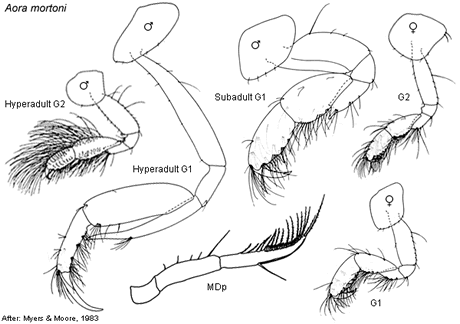 Aora mortoni
♂
♂
♂
♀
Hyperadult G2
Subadult G1
G2
Hyperadult G1
♀
MDp
G1
After: Myers & Moore, 1983